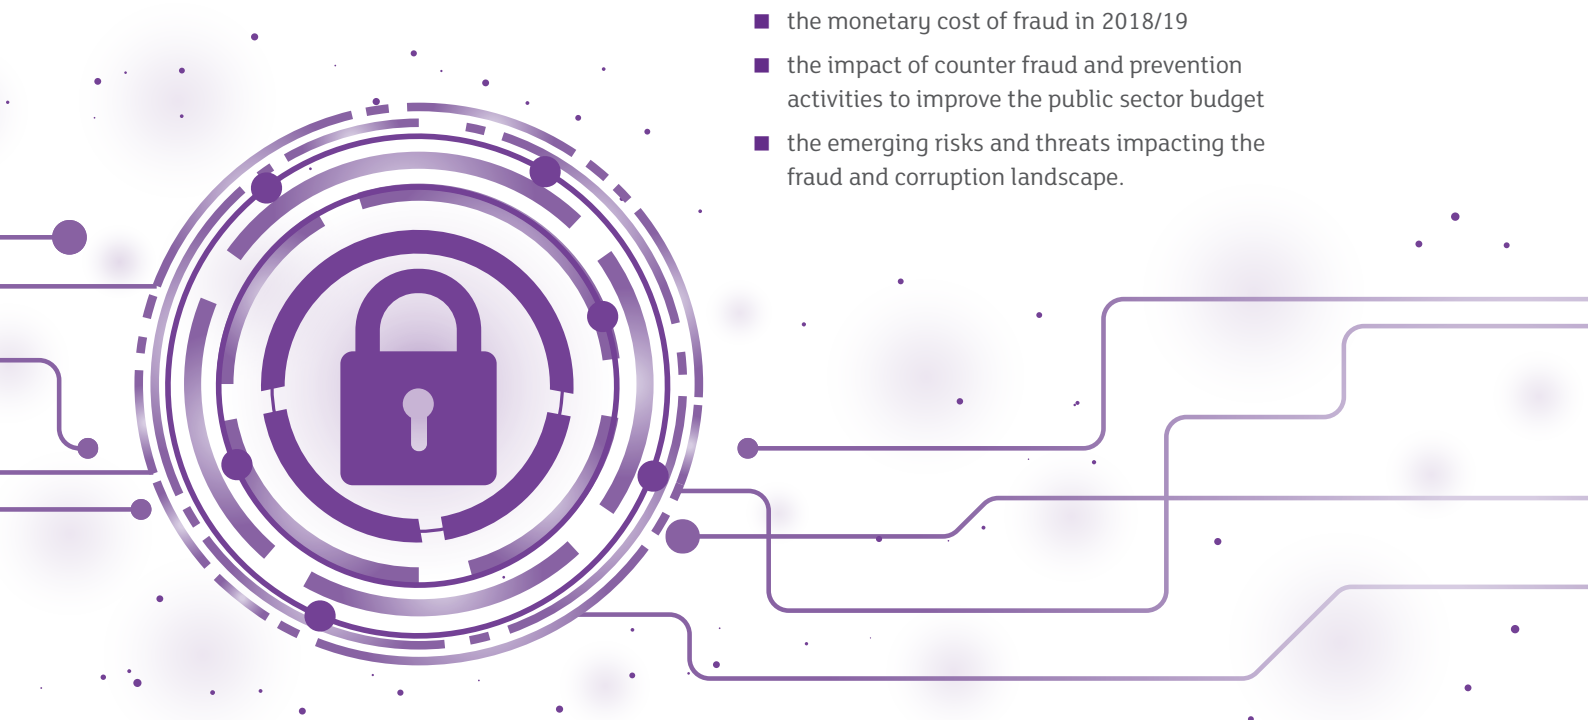 ■ the monetary cost of fraud in 2018/19
■ the impact of counter fraud and prevention
activities to improve the public sector budget
■ the emerging risks and threats impacting the
fraud and corruption landscape.